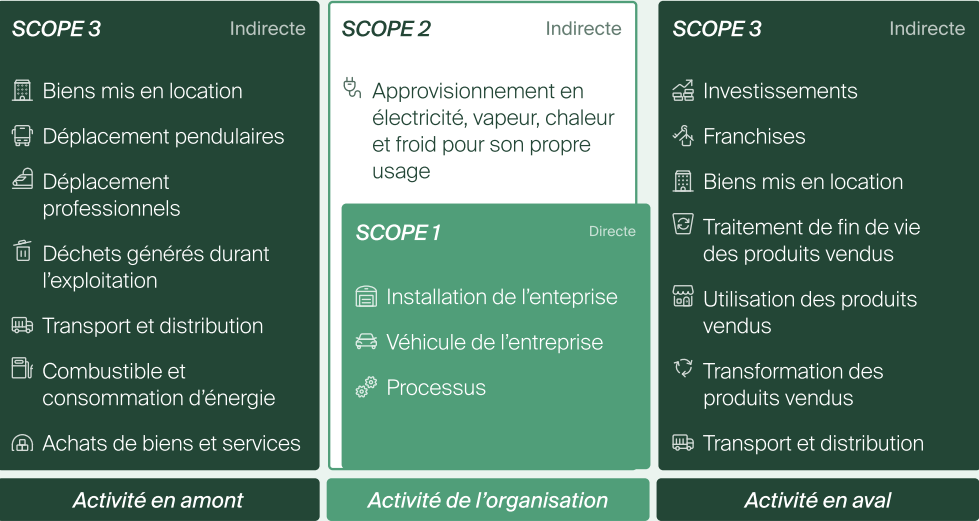 SCOPE 3 Indirecte
Biens mis en location
Déplacement pendulaires
Déplacement
professionnels
Déchets générés durant
l'exploitation
Transport et distribution
Combustible et
consommation d'énergie
Achats de biens et services
Activité en amont
SCOPE 2 Indirecte
Approvisionnement en
électricité, vapeur, chaleur
et froid pour son propre
usage
SCOPE 1 Directe
Installation de l'enteprise
Véhicule de l'entreprise
Processus
Activité de l'organisation
SCOPE 3 Indirecte
Investissements
Franchises
Biens mis en location
Traitement de fin de vie
des produits vendus
Utilisation des produits
vendus
Transformation des
produits vendus
Transport et distribution
Activité en aval